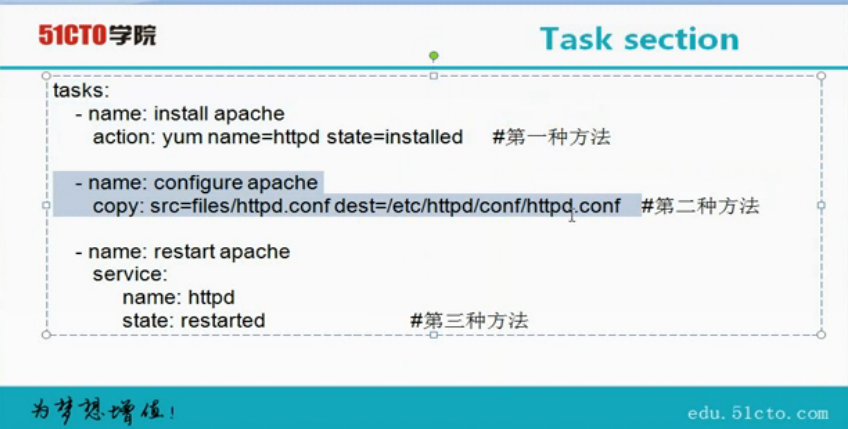 51CTO学院
Task section
tasks:
- name: install apache
action: yum name=httpd state=installed #第一种方法
- name: configure apache
copy: src=files/httpd.conf dest=/etc/httpd/conf/httpd.conf #第二种方法
- name: restart apache
service:
name: httpd
state: restarted #第三种方法
为梦想增值!
edu.51cto.com